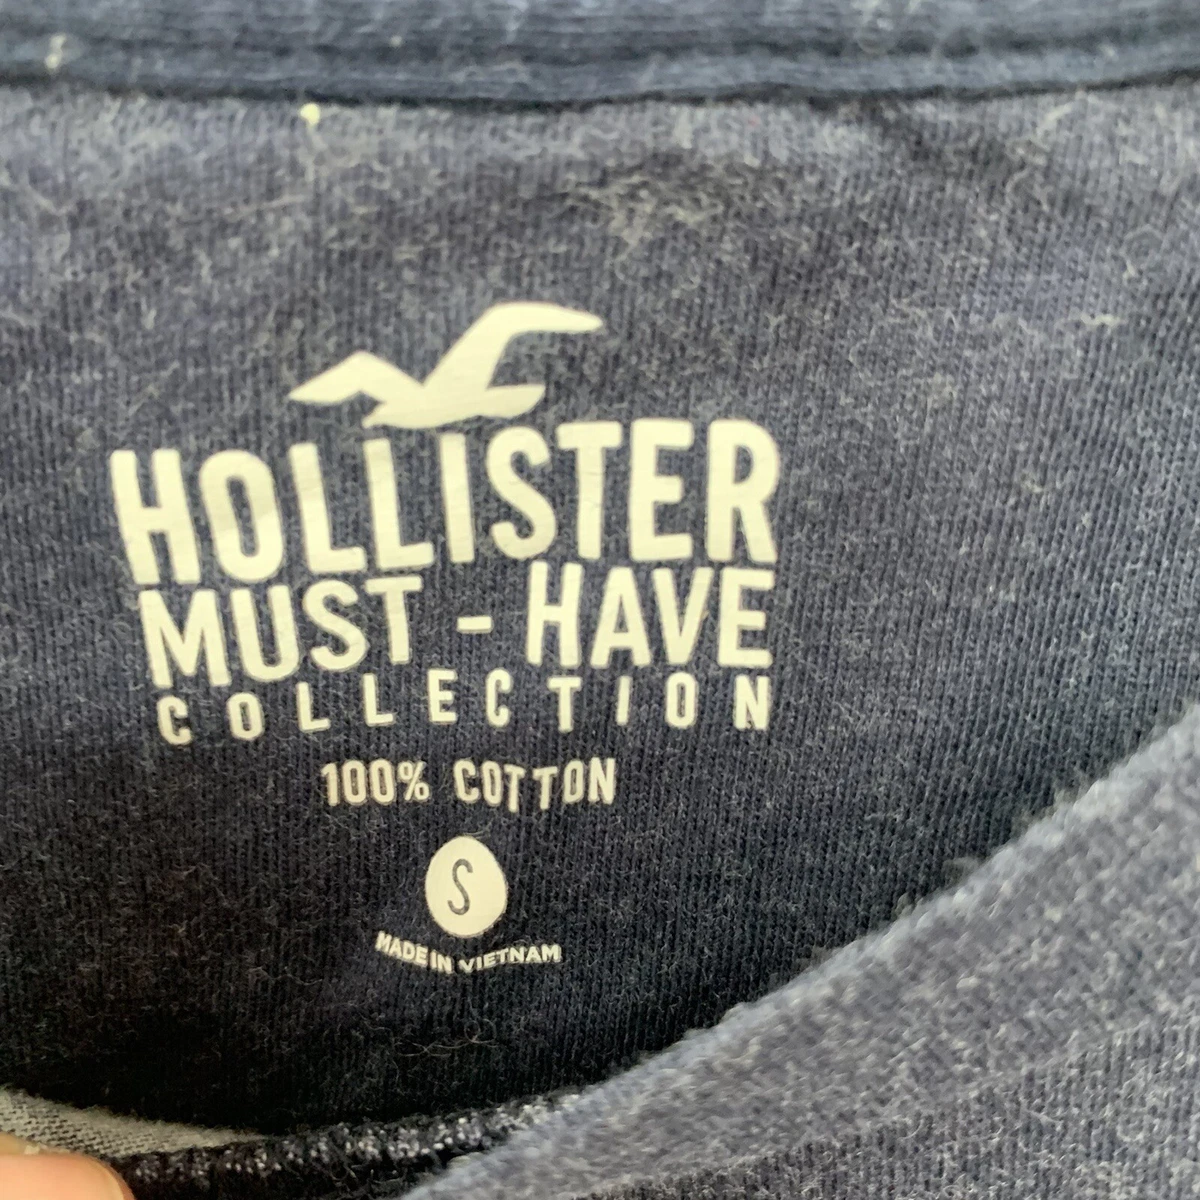 HOLLISTER
MUST - HAVE
COLLECTION
100% COTTON
S
MADE IN VIETNAM